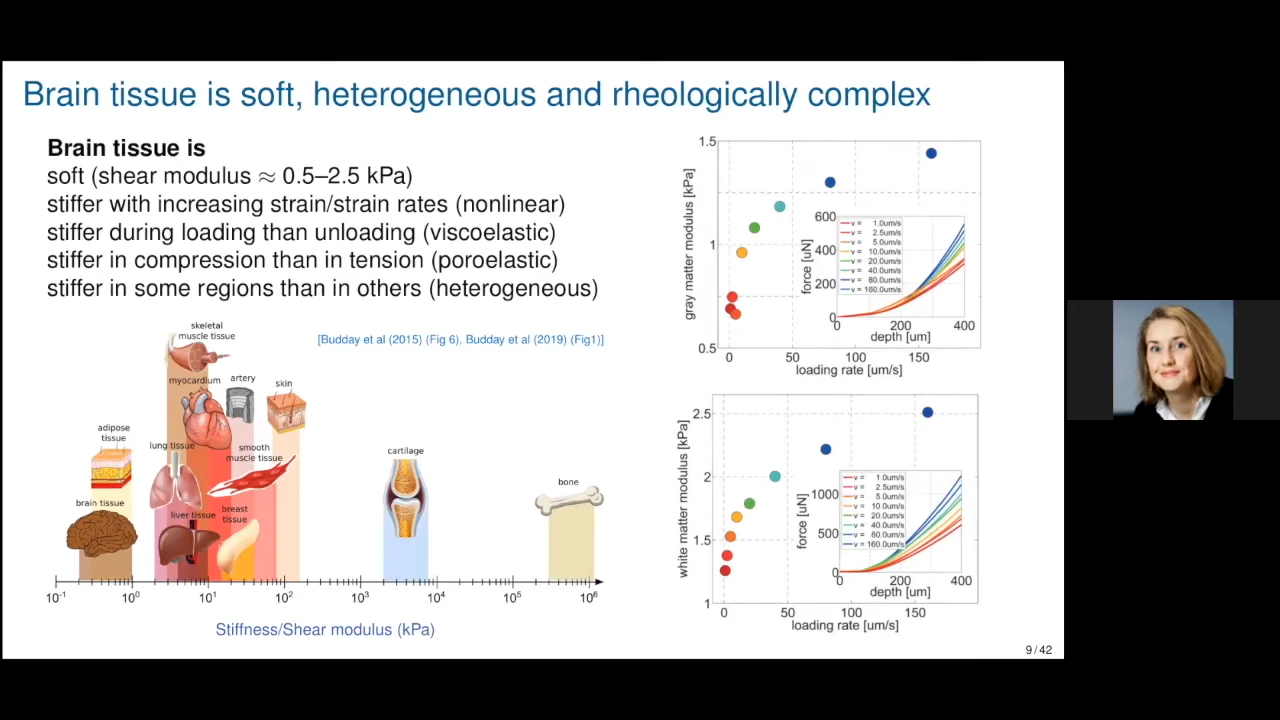 Brain tissue is soft, heterogeneous and rheologically complex
Brain tissue is
soft (shear modulus ≈ 0.5–2.5 kPa)
stiffer with increasing strain/strain rates (nonlinear)
stiffer during loading than unloading (viscoelastic)
stiffer in compression than in tension (poroelastic)
stiffer in some regions than in others (heterogeneous)
[Budday et al (2015) (Fig 6), Budday et al (2019) (Fig1)]
skeletal
muscle tissue
myocardium
artery
skin
adipose
tissue
lung tissue
smooth
muscle tissue
cartilage
brain tissue
liver tissue
breast
tissue
bone
10-1 100 101 102 103 104 105 106
Stiffness/Shear modulus (kPa)
gray matter modulus [kPa]
1.5
1
0.5
0 50 100 150
loading rate [um/s]
force [uN]
600
400
200
0
v = 1.0um/s
v = 2.5um/s
v = 5.0um/s
v = 10.0um/s
v = 20.0um/s
v = 40.0um/s
v = 80.0um/s
v = 160.0um/s
0 200 400
depth [um]
white matter modulus [kPa]
2.5
2
1.5
1
0 50 100 150
loading rate [um/s]
force [uN]
1000
500
0
v = 1.0um/s
v = 2.5um/s
v = 5.0um/s
v = 10.0um/s
v = 20.0um/s
v = 40.0um/s
v = 80.0um/s
v = 160.0um/s
0 200 400
depth [um]
9 / 42